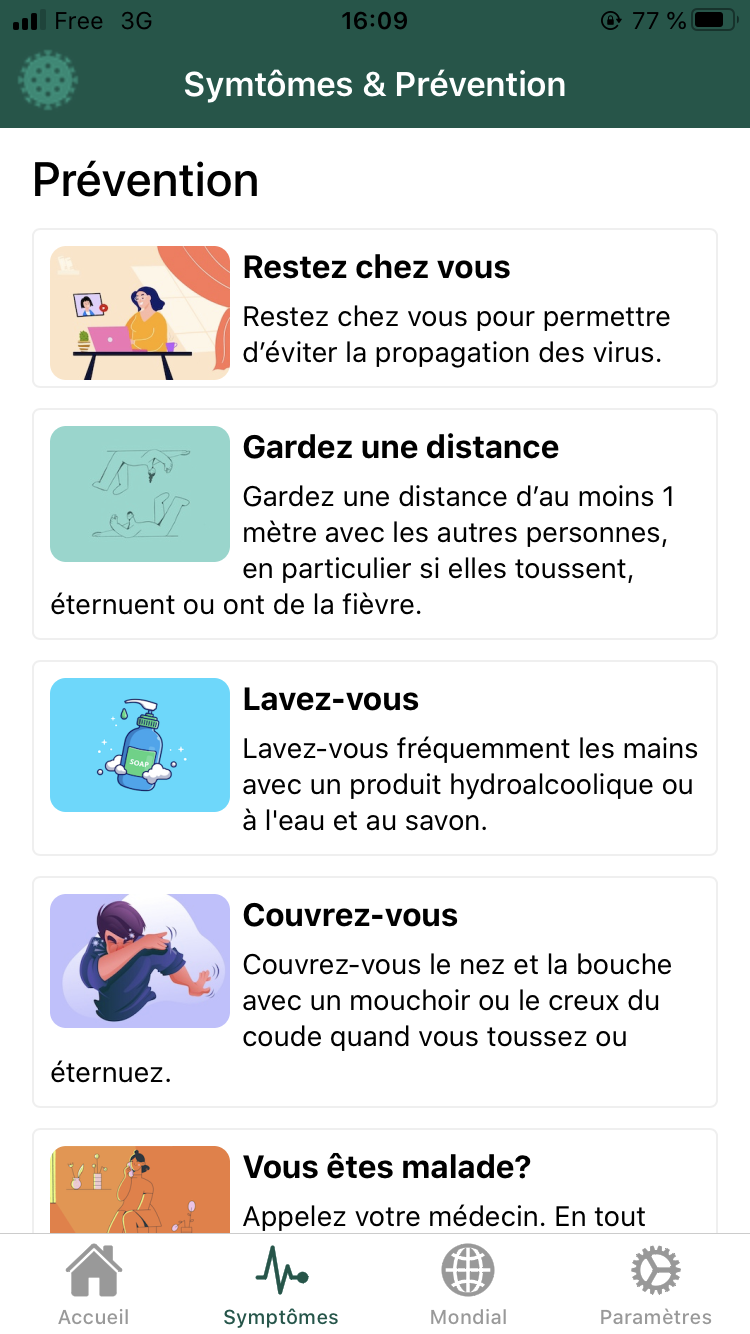 Free 3G 16:09 77 %
Symtômes & Prévention
Prévention
Restez chez vous
Restez chez vous pour permettre
d’éviter la propagation des virus.
Gardez une distance
Gardez une distance d’au moins 1
mètre avec les autres personnes,
en particulier si elles toussent,
éternuent ou ont de la fièvre.
SOAP
Lavez-vous
Lavez-vous fréquemment les mains
avec un produit hydroalcoolique ou
à l'eau et au savon.
Couvrez-vous
Couvrez-vous le nez et la bouche
avec un mouchoir ou le creux du
coude quand vous toussez ou
éternuez.
Vous êtes malade?
Appelez votre médecin. En tout
Accueil Symptômes Mondial Paramètres